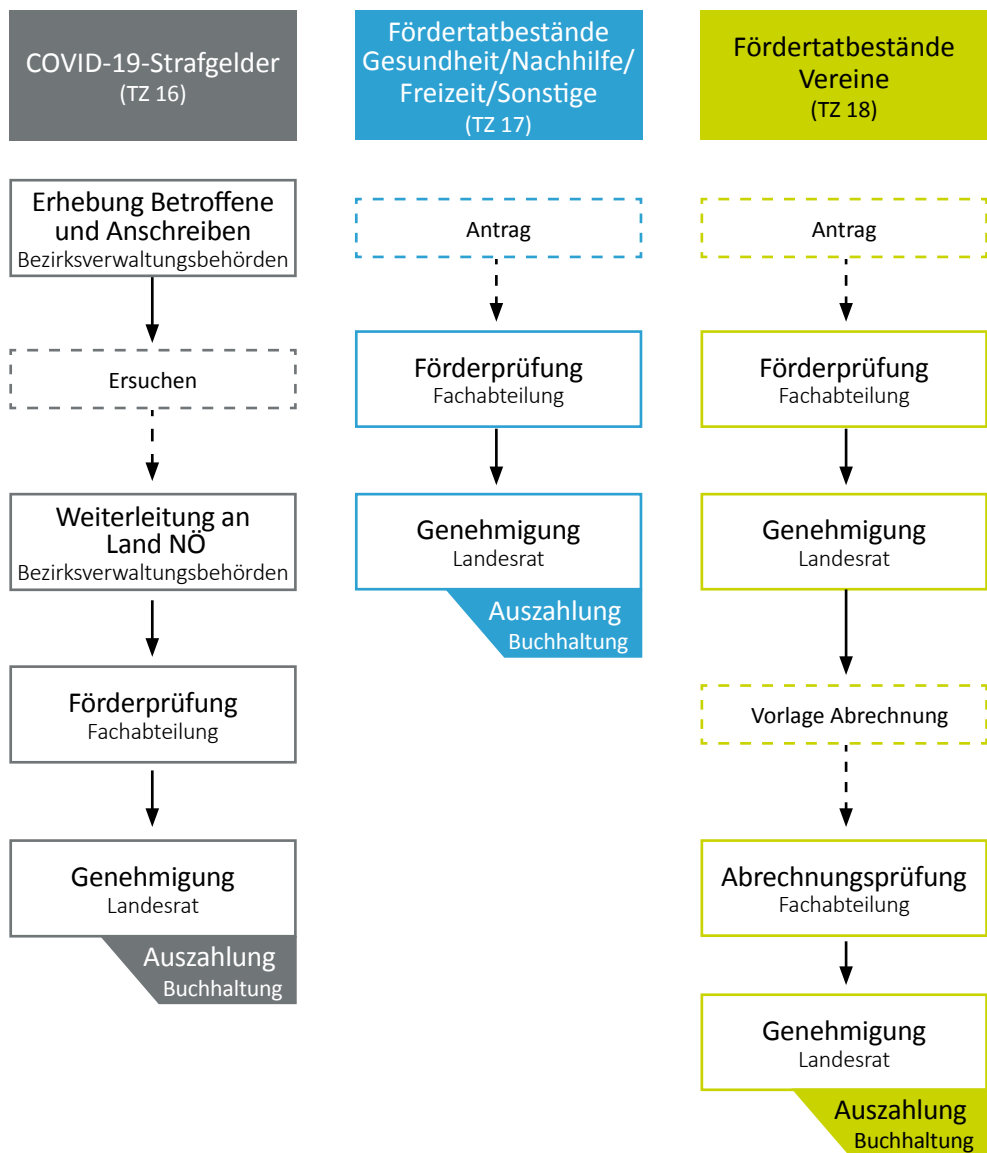 COVID-19-Strafgelder
(TZ 16)
Erhebung Betroffene
und Anschreiben
Bezirksverwaltungsbehörden
Ersuchen
Weiterleitung an
Land NÖ
Bezirksverwaltungsbehörden
Förderprüfung
Fachabteilung
Genehmigung
Landesrat
Auszahlung
Buchhaltung
Fördertatbestände
Gesundheit/Nachhilfe/
Freizeit/Sonstige
(TZ 17)
Antrag
Förderprüfung
Fachabteilung
Genehmigung
Landesrat
Auszahlung
Buchhaltung
Fördertatbestände
Vereine
(TZ 18)
Antrag
Förderprüfung
Fachabteilung
Genehmigung
Landesrat
Vorlage Abrechnung
Abrechnungsprüfung
Fachabteilung
Genehmigung
Landesrat
Auszahlung
Buchhaltung